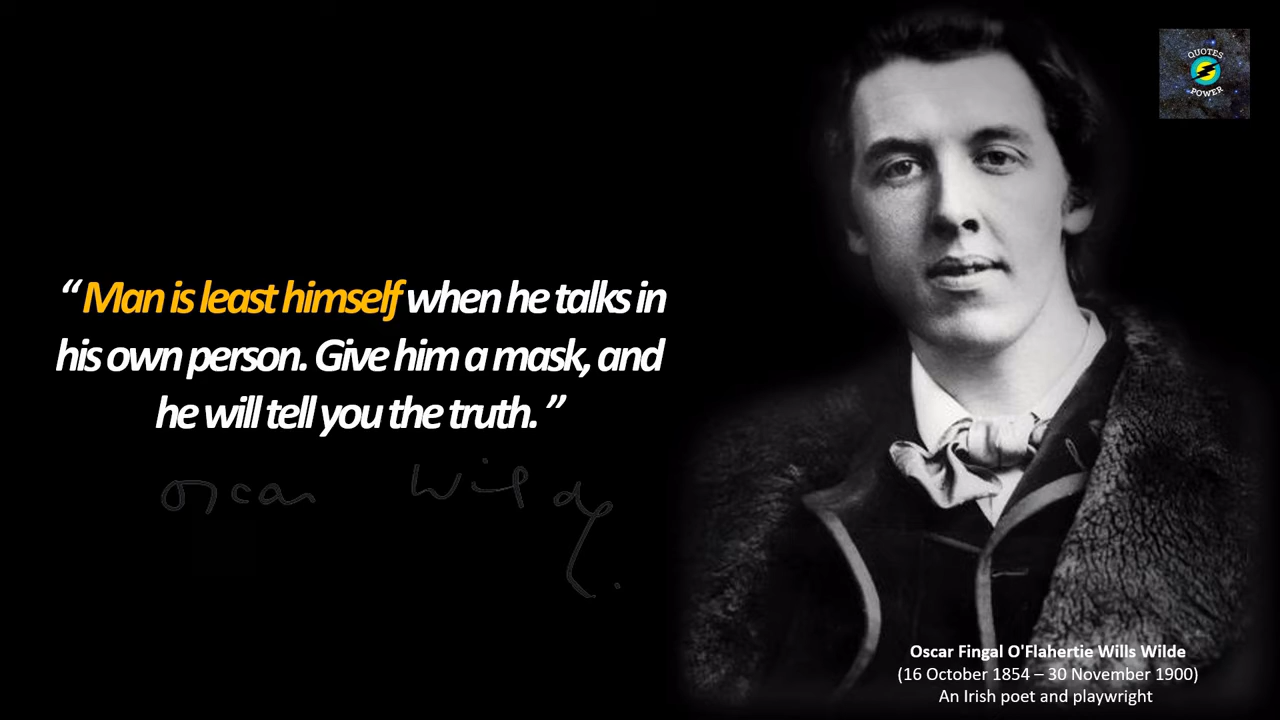 QUOTES
POWER
“ Man is least himself when he talks in
his own person. Give him a mask, and
he will tell you the truth. ”
Oscar Wilde.
Oscar Fingal O'Flahertie Wills Wilde
(16 October 1854 – 30 November 1900)
An Irish poet and playwright